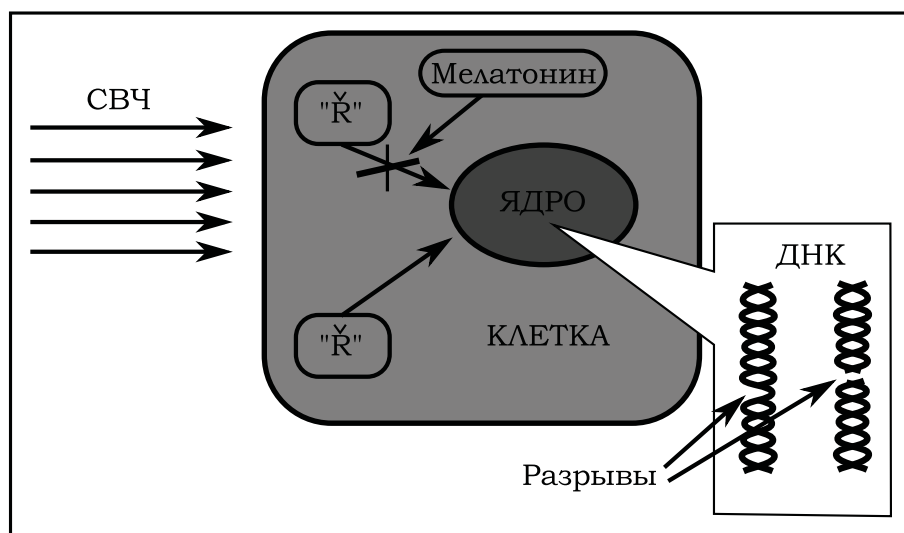 СВЧ
Мелатонин
"Ř"
ЯДРО
"Ř"
КЛЕТКА
ДНК
Разрывы